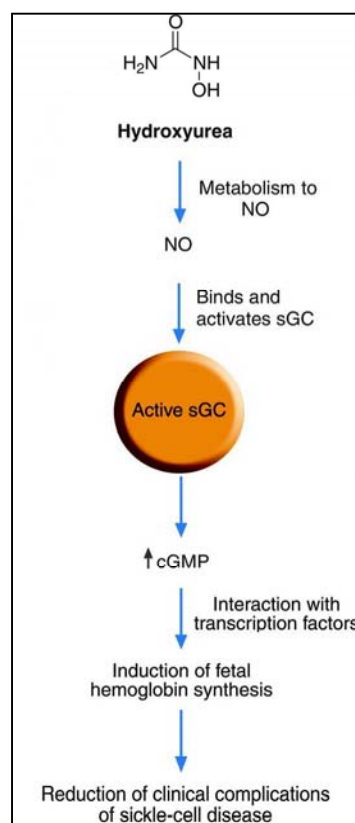 O
H₂N NH
OH
Hydroxyurea
Metabolism to
NO
NO
Binds and
activates sGC
Active sGC
cGMP
Interaction with
transcription factors
Induction of fetal
hemoglobin synthesis
Reduction of clinical complications
of sickle-cell disease